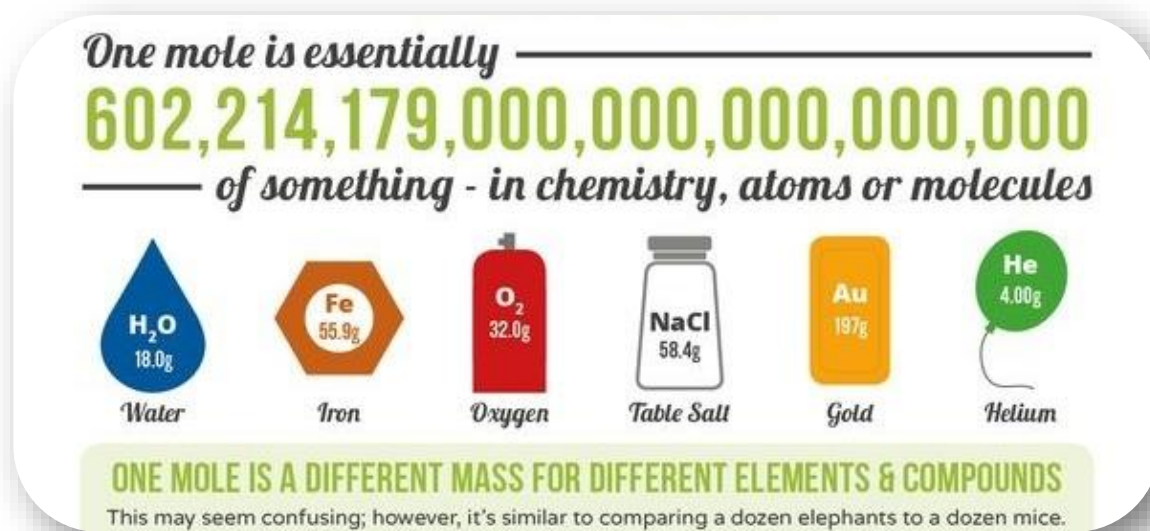 One mole is essentially
602,214,179,000,000,000,000,000
of something - in chemistry, atoms or molecules
H₂O
18.0g
Water
Fe
55.9g
Iron
O₂
32.0g
Oxygen
NaCl
58.4g
Table Salt
Au
197g
Gold
He
4.00g
Helium
ONE MOLE IS A DIFFERENT MASS FOR DIFFERENT ELEMENTS & COMPOUNDS
This may seem confusing; however, it's similar to comparing a dozen elephants to a dozen mice.